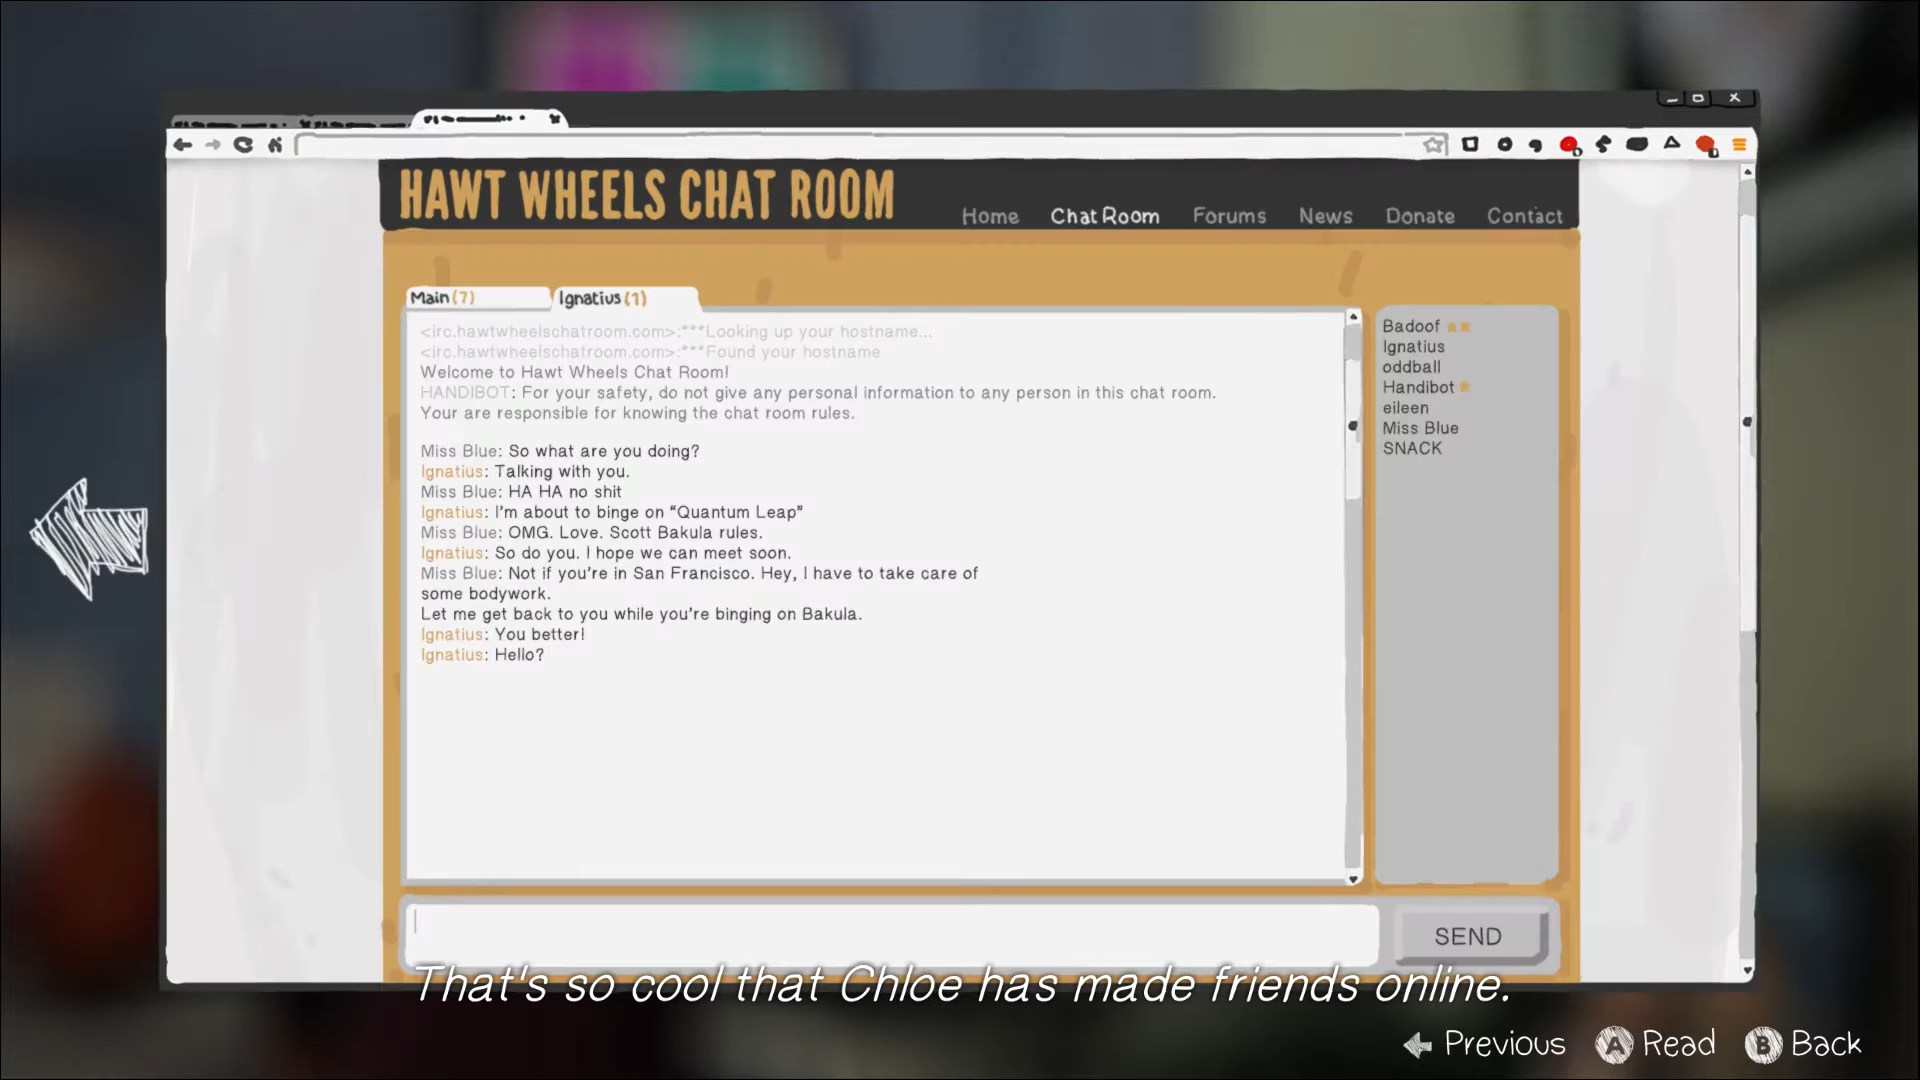 HAWT WHEELS CHAT ROOM
Home Chat Room Forums News Donate Contact
Main (7) Ignatius (1)
<irc.hawtwheelschatroom.com>:***Looking up your hostname...
<irc.hawtwheelschatroom.com>:***Found your hostname
Welcome to Hawt Wheels Chat Room!
HANDIBOT: For your safety, do not give any personal information to any person in this chat room.
Your are responsible for knowing the chat room rules.
Miss Blue: So what are you doing?
Ignatius: Talking with you.
Miss Blue: HA HA no shit
Ignatius: I'm about to binge on “Quantum Leap”
Miss Blue: OMG. Love. Scott Bakula rules.
Ignatius: So do you. I hope we can meet soon.
Miss Blue: Not if you're in San Francisco. Hey, I have to take care of
some bodywork.
Let me get back to you while you're binging on Bakula.
Ignatius: You better!
Ignatius: Hello?
Badoof
Ignatius
oddball
Handibot
eileen
Miss Blue
SNACK
SEND
That's so cool that Chloe has made friends online.
Previous A Read B Back